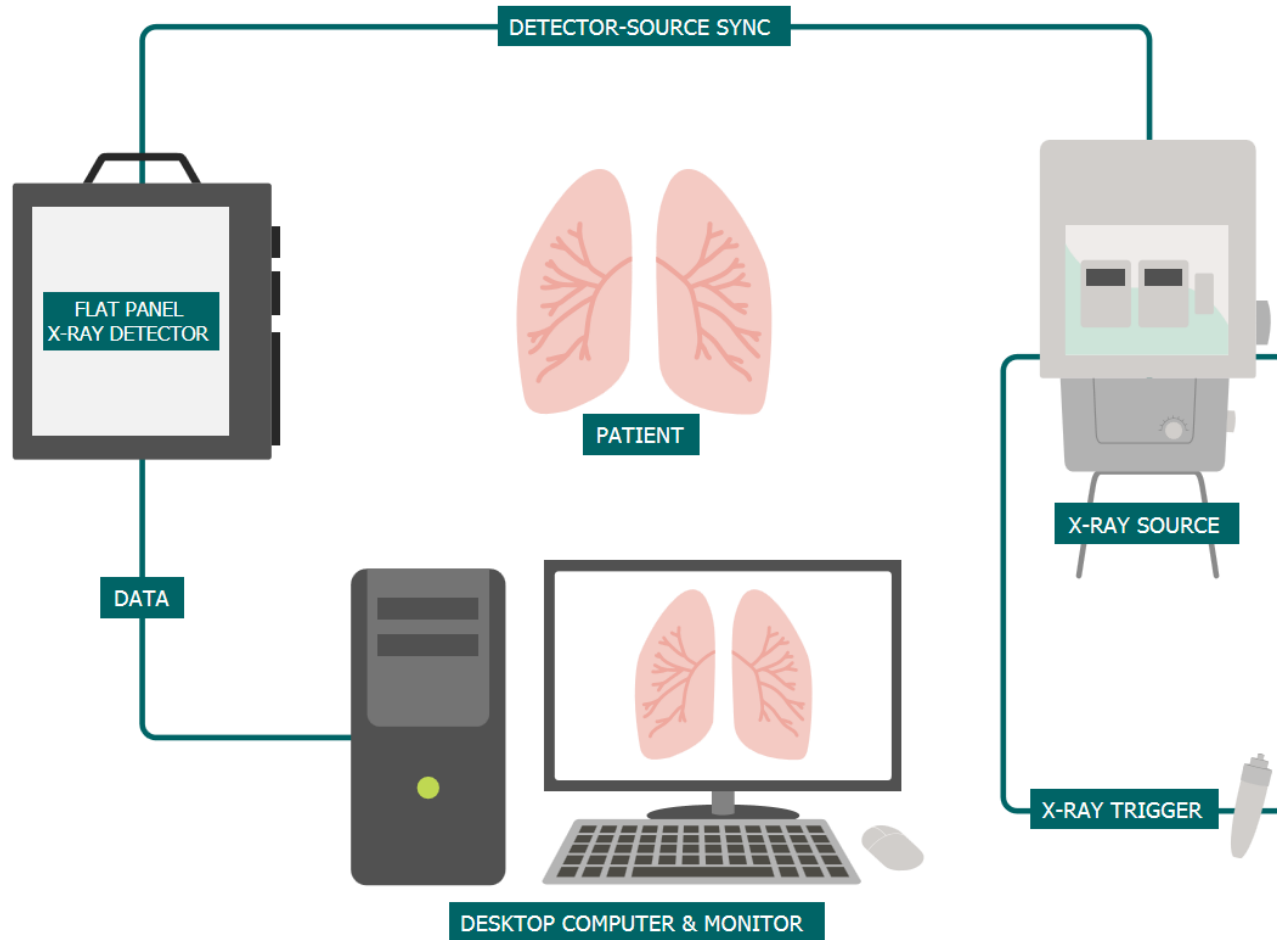 DETECTOR-SOURCE SYNC
FLAT PANEL
X-RAY DETECTOR
PATIENT
X-RAY SOURCE
DATA
X-RAY TRIGGER
DESKTOP COMPUTER & MONITOR